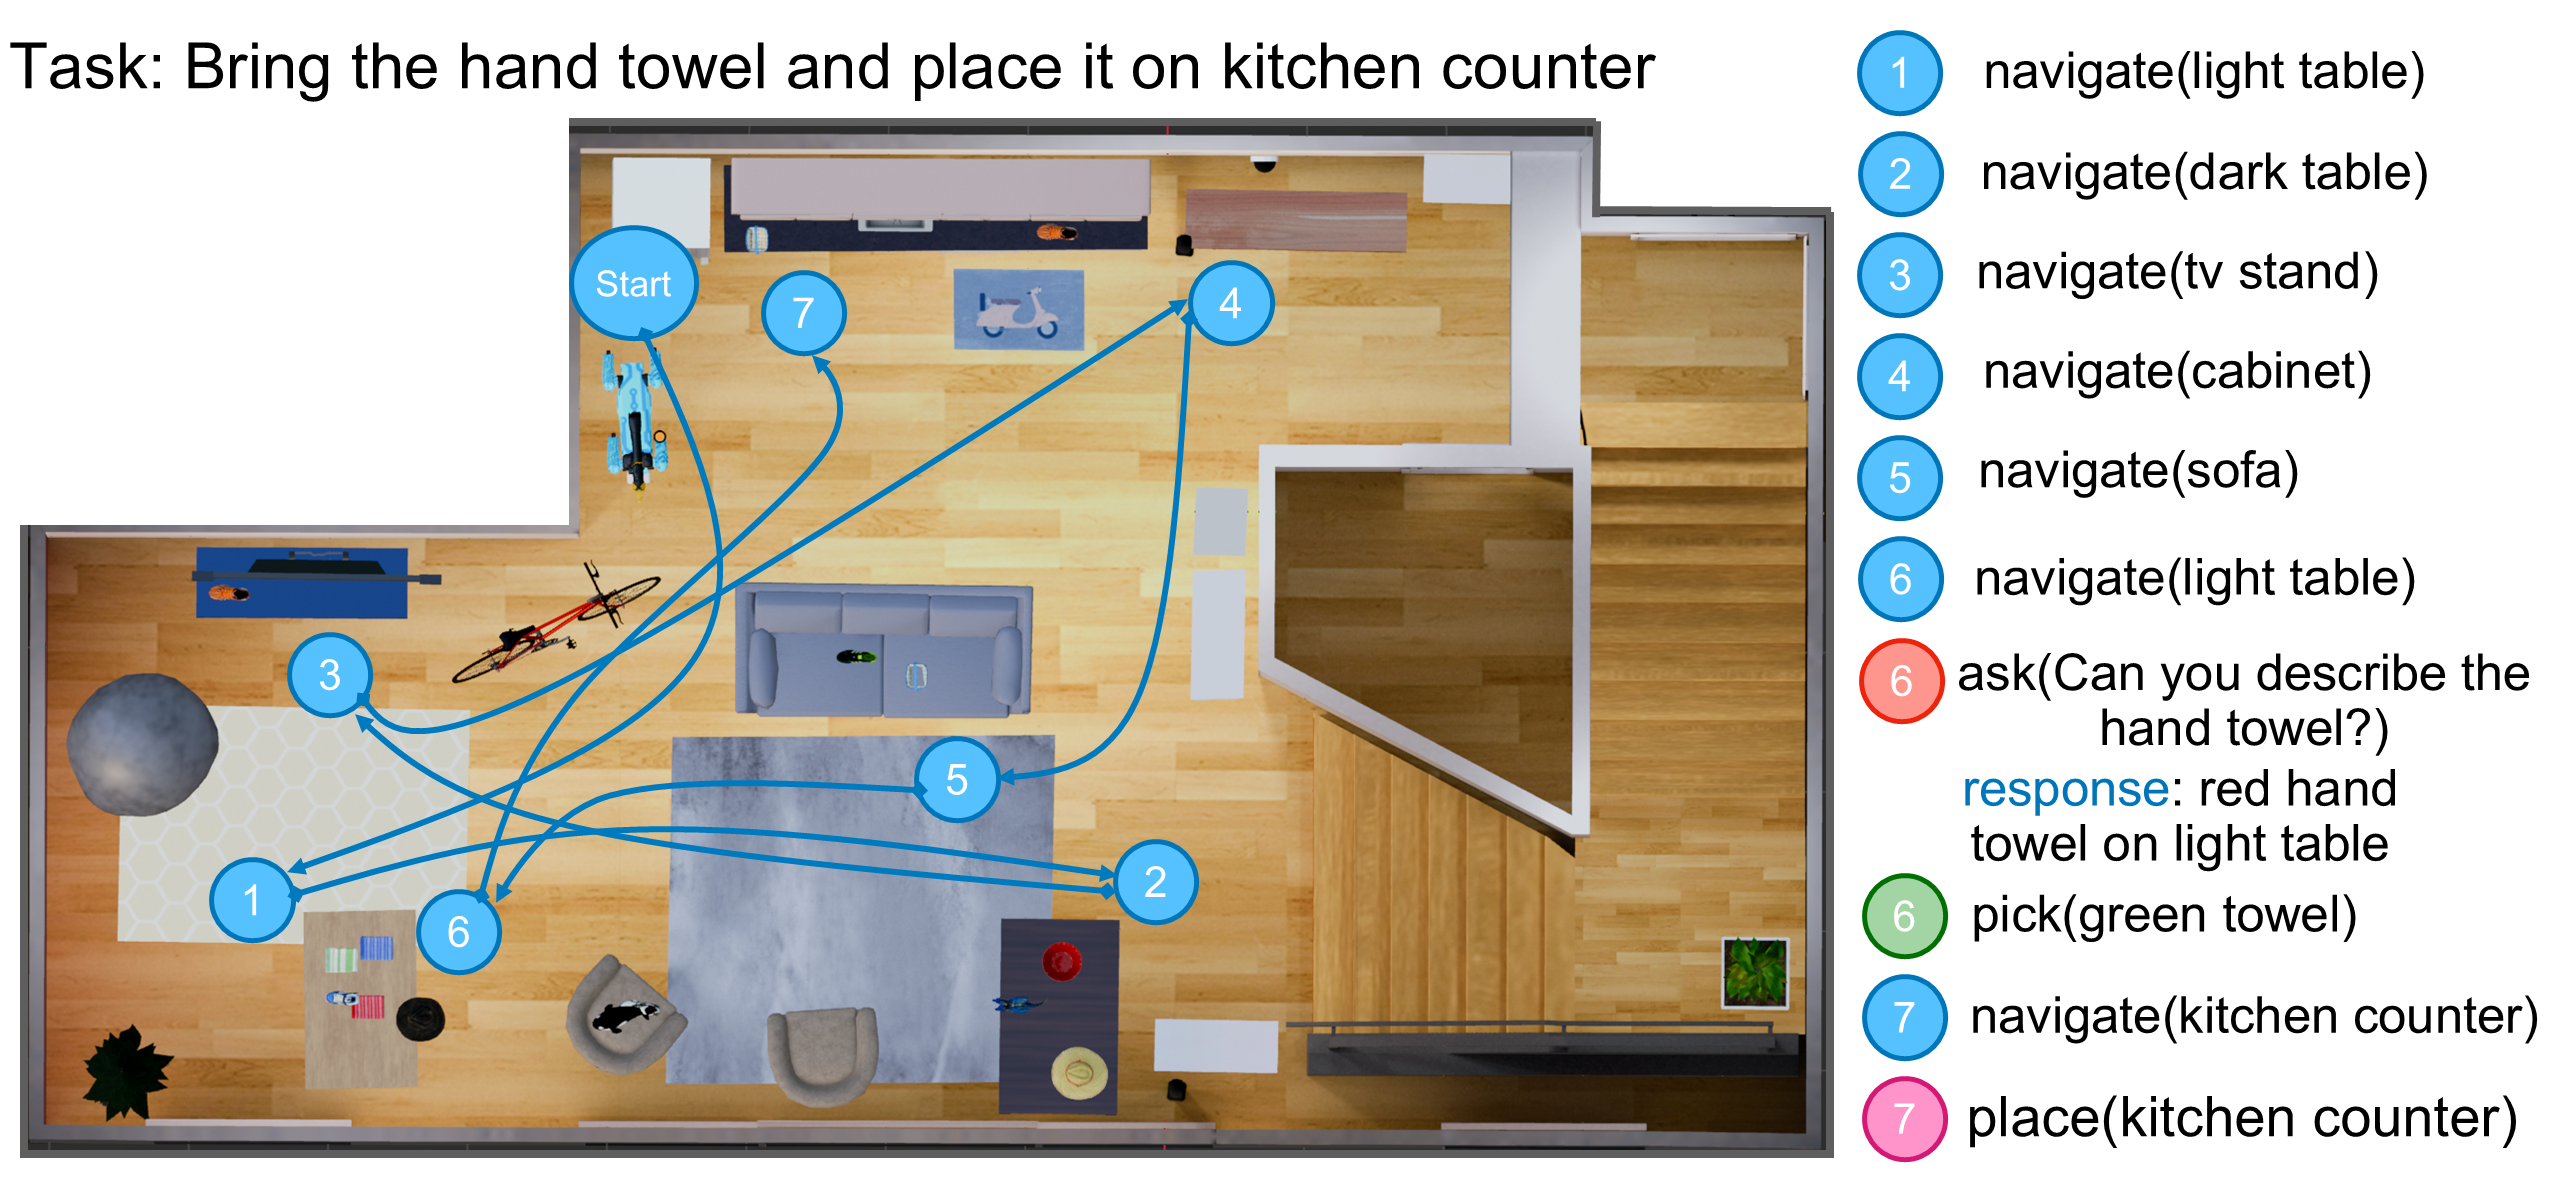 Task: Bring the hand towel and place it on kitchen counter
Start
7
4
3
5
1
2
6
1 navigate(light table)
2 navigate(dark table)
3 navigate(tv stand)
4 navigate(cabinet)
5 navigate(sofa)
6 navigate(light table)
6 ask(Can you describe the
hand towel?)
response: red hand
towel on light table
6 pick(green towel)
7 navigate(kitchen counter)
7 place(kitchen counter)